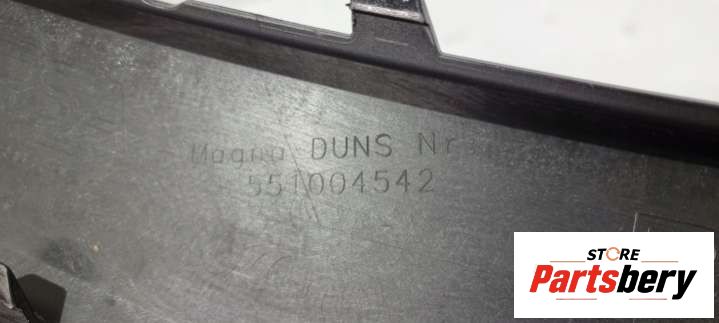 Magna DUNS Nr.
551004542
STORE
Partsbery